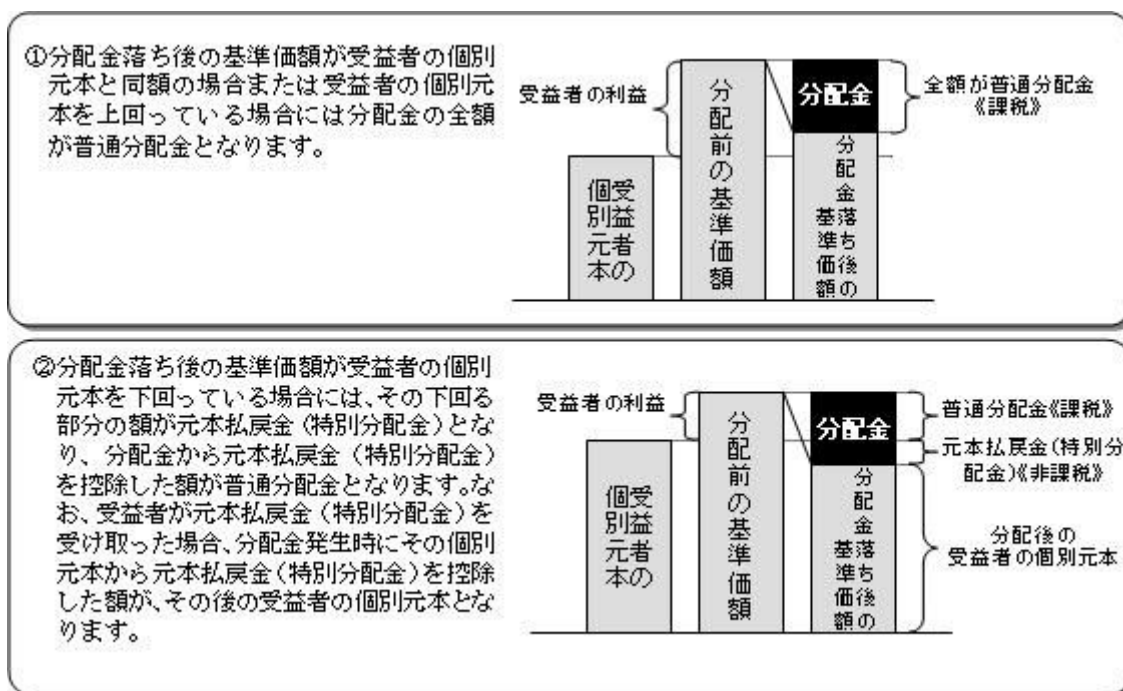 ①分配金落ち後の基準価額が受益者の個別
元本と同額の場合または受益者の個別元
本を上回っている場合には分配金の全額
が普通分配金となります。
受益者の利益
受益者の
個別元本
分配前の基準価額
分配金
分配金落ち後の
基準価額
全額が普通分配金
《課税》
②分配金落ち後の基準価額が受益者の個別
元本を下回っている場合には、その下回る
部分の額が元本払戻金（特別分配金）とな
り、分配金から元本払戻金（特別分配金）
を控除した額が普通分配金となります。な
お、受益者が元本払戻金（特別分配金）を
受け取った場合、分配金発生時にその個別
元本から元本払戻金（特別分配金）を控除
した額が、その後の受益者の個別元本とな
ります。
受益者の利益
受益者の
個別元本
分配前の基準価額
分配金
分配金落ち後の
基準価額
普通分配金《課税》
元本払戻金（特別分
配金）《非課税》
分配後の
受益者の個別元本